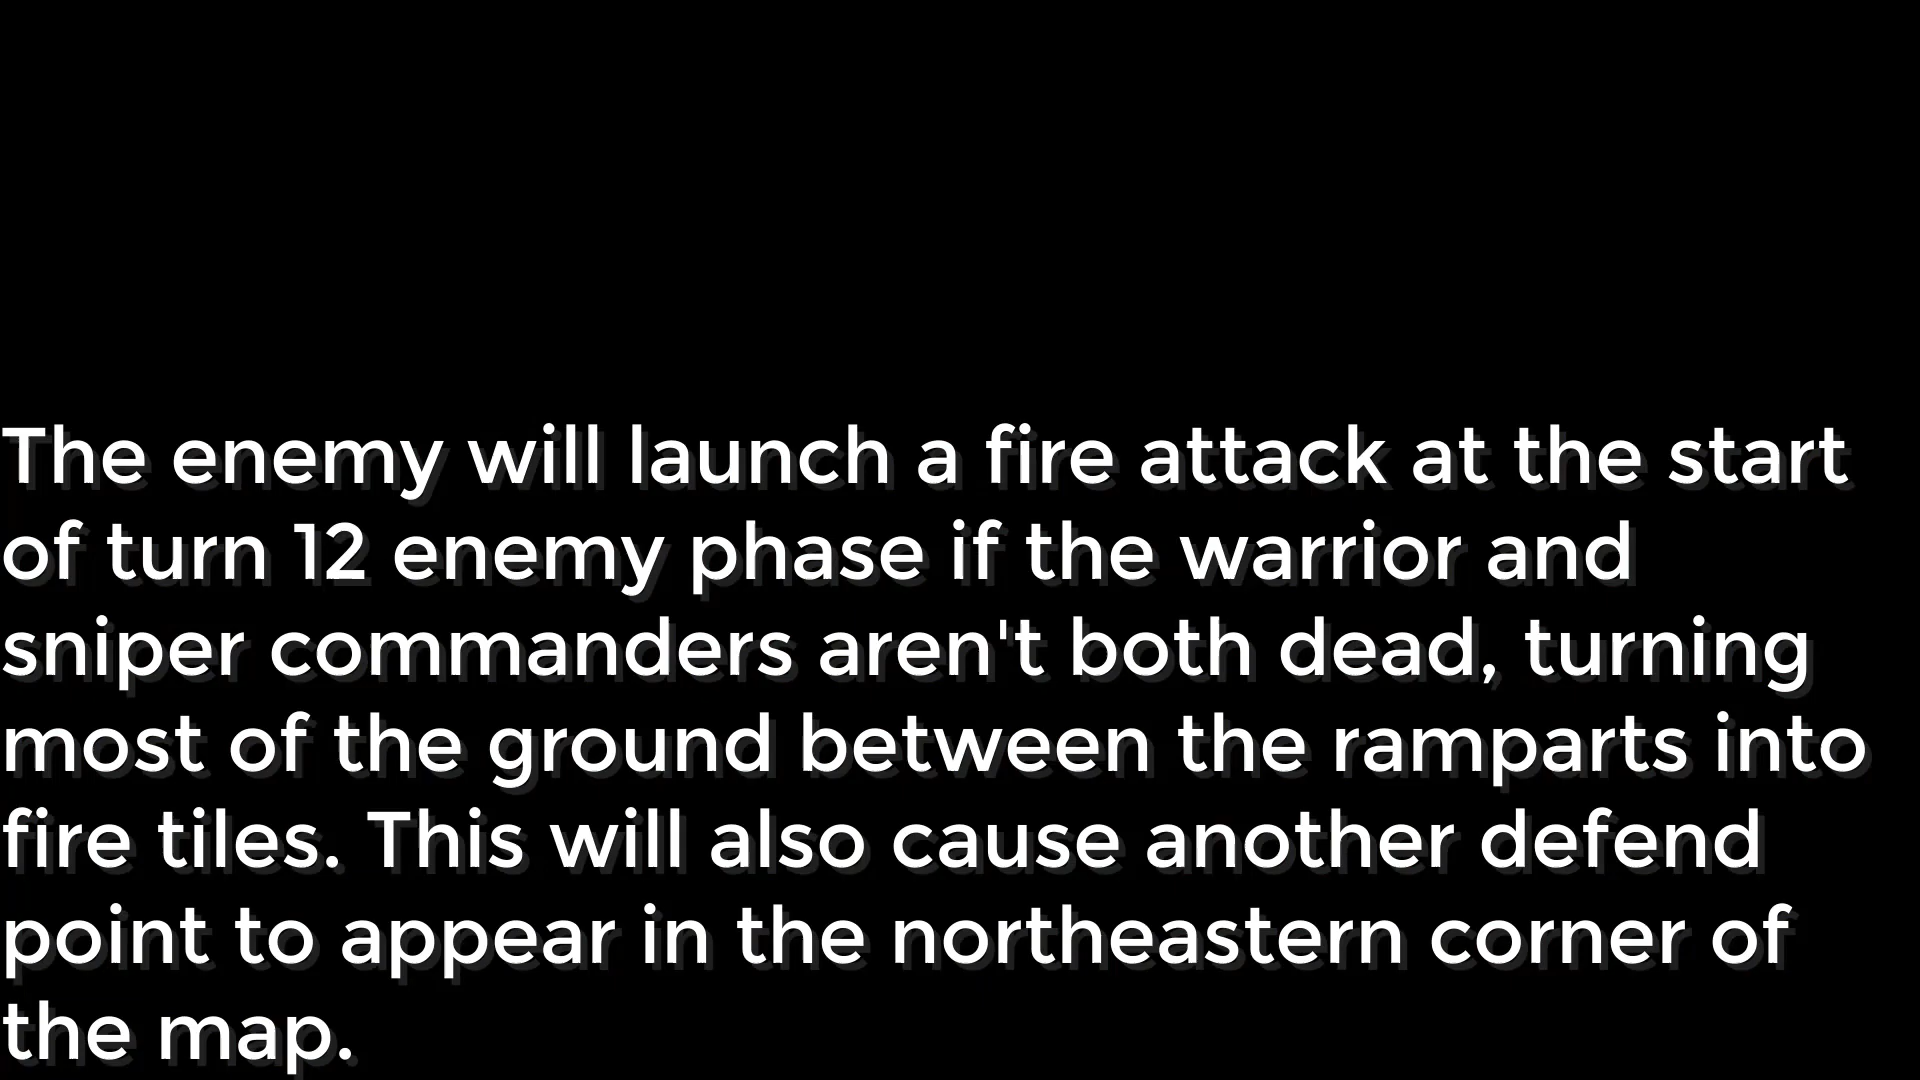 The enemy will launch a fire attack at the start
of turn 12 enemy phase if the warrior and
sniper commanders aren't both dead, turning
most of the ground between the ramparts into
fire tiles. This will also cause another defend
point to appear in the northeastern corner of
the map.